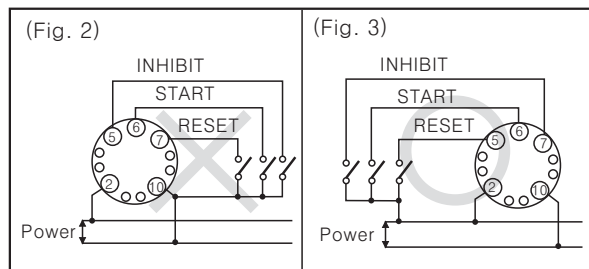 (Fig. 2)
INHIBIT
START
RESET
5
6
7
2
10
Power
(Fig. 3)
INHIBIT
START
RESET
5
6
7
2
10
Power